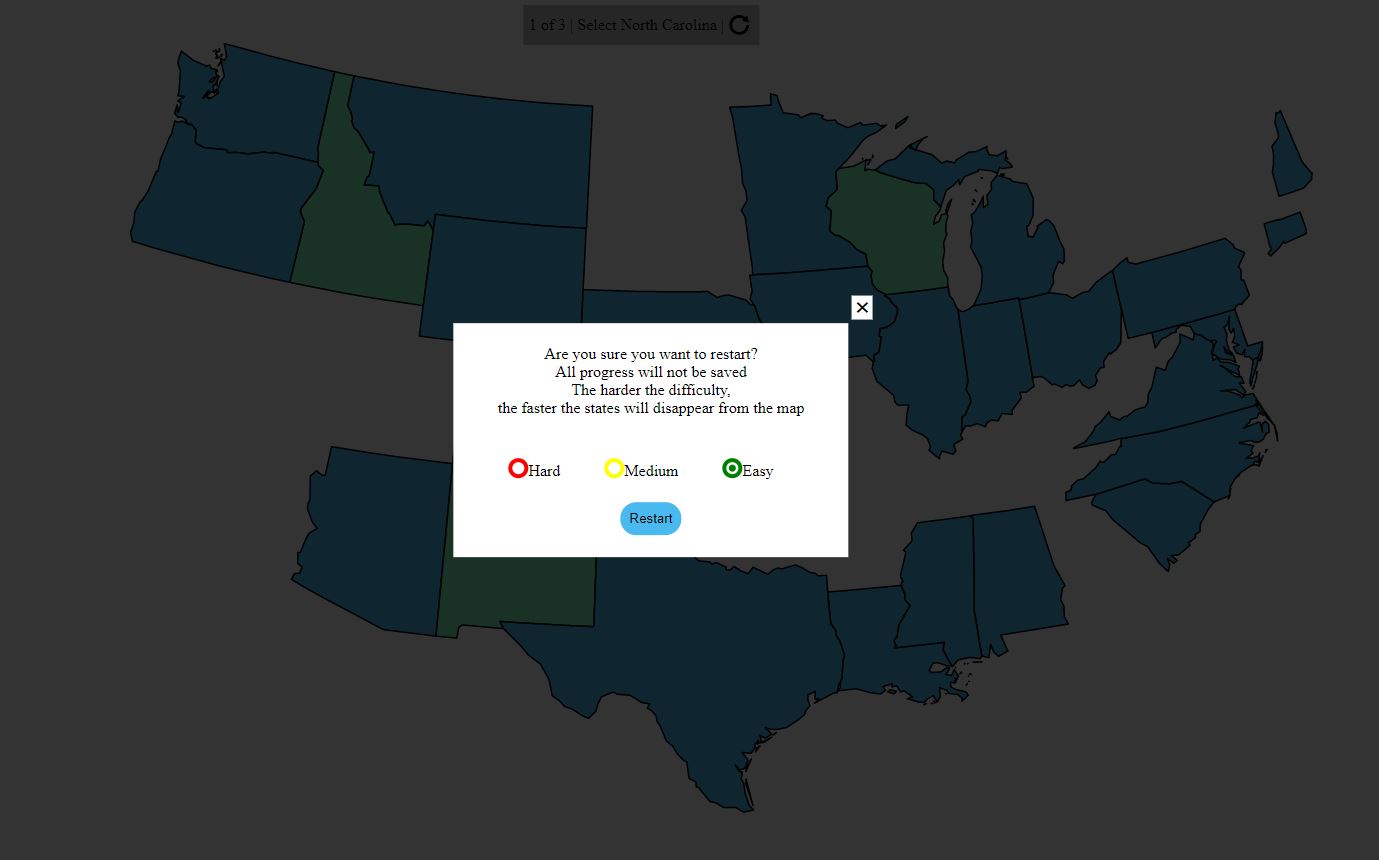 1 of 3 | Select North Carolina |
Are you sure you want to restart?
All progress will not be saved
The harder the difficulty,
the faster the states will disappear from the map
Hard Medium Easy
Restart